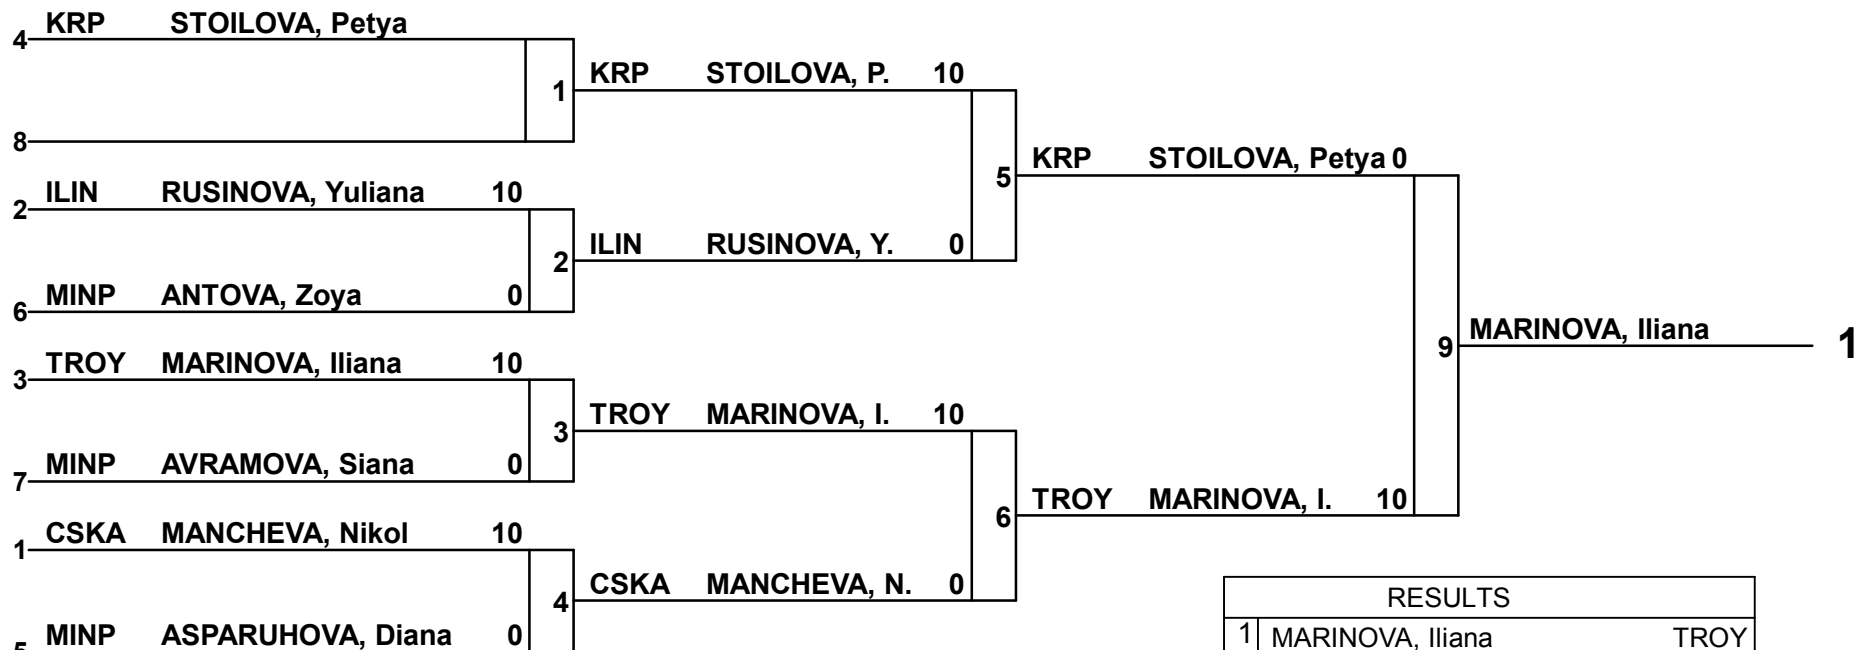 4 KRP STOILOVA, Petya
1 KRP STOILOVA, P. 10
8
5 KRP STOILOVA, Petya 0
2 ILIN RUSINOVA, Yuliana 10
2 ILIN RUSINOVA, Y. 0
6 MINP ANTOVA, Zoya 0
9 MARINOVA, Iliana 1
3 TROY MARINOVA, Iliana 10
3 TROY MARINOVA, I. 10
7 MINP AVRAMOVA, Siana 0
6 TROY MARINOVA, I. 10
1 CSKA MANCHEVA, Nikol 10
4 CSKA MANCHEVA, N. 0
RESULTS
5 MINP ASPARUHOVA, Diana 0
1 MARINOVA, Iliana TROY